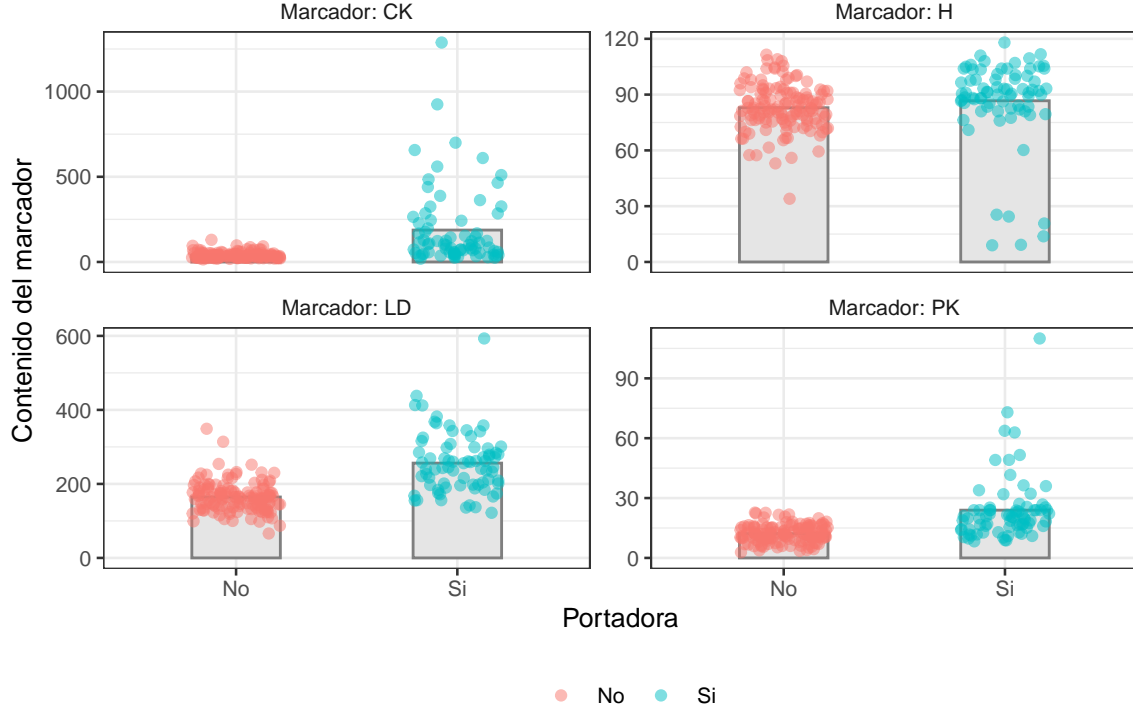 Marcador: CK
Marcador: H
1000
500
0
120
90
60
30
0
Marcador: LD
Marcador: PK
600
400
200
0
90
60
30
0
No
Si
No
Si
Contenido del marcador
Portadora
No
Si